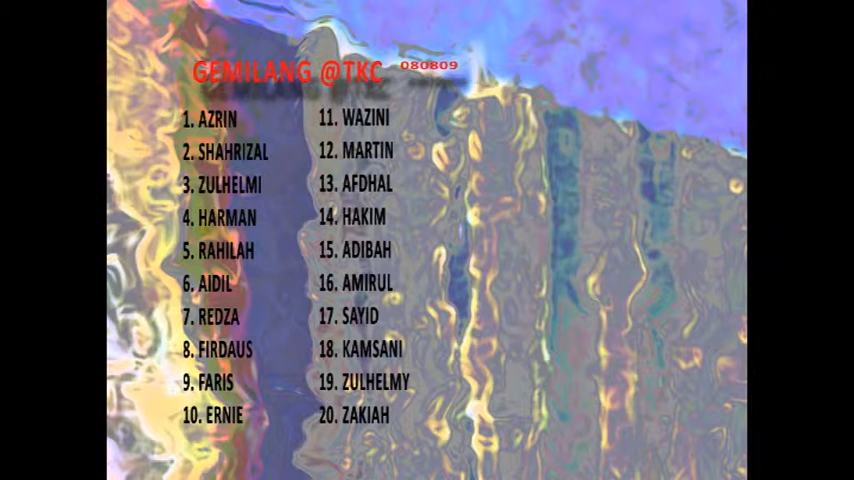 GEMILANG @TKC 080809
1. AZRIN
2. SHAHRIZAL
3. ZULHELMI
4. HARMAN
5. RAHILAH
6. AIDIL
7. REDZA
8. FIRDAUS
9. FARIS
10. ERNIE
11. WAZINI
12. MARTIN
13. AFDHAL
14. HAKIM
15. ADIBAH
16. AMIRUL
17. SAYID
18. KAMSANI
19. ZULHELMY
20. ZAKIAH